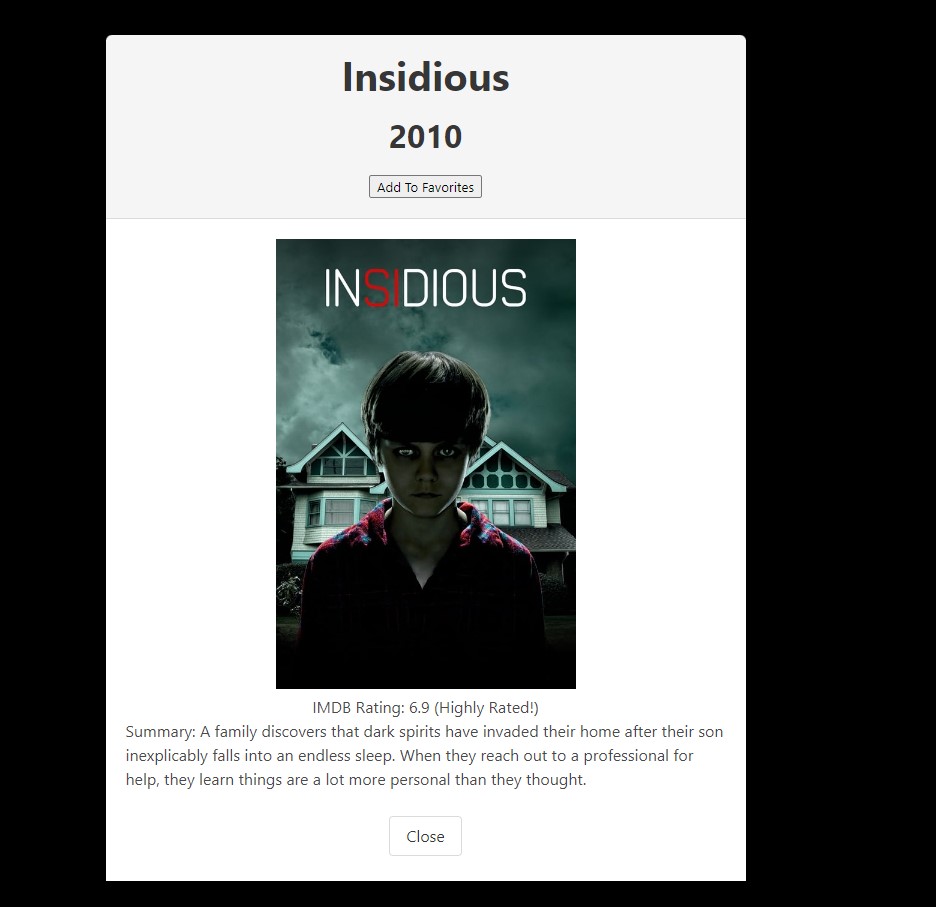 Insidious
2010
Add To Favorites
INSIDIOUS
IMDB Rating: 6.9 (Highly Rated!)
Summary: A family discovers that dark spirits have invaded their home after their son
inexplicably falls into an endless sleep. When they reach out to a professional for
help, they learn things are a lot more personal than they thought.
Close